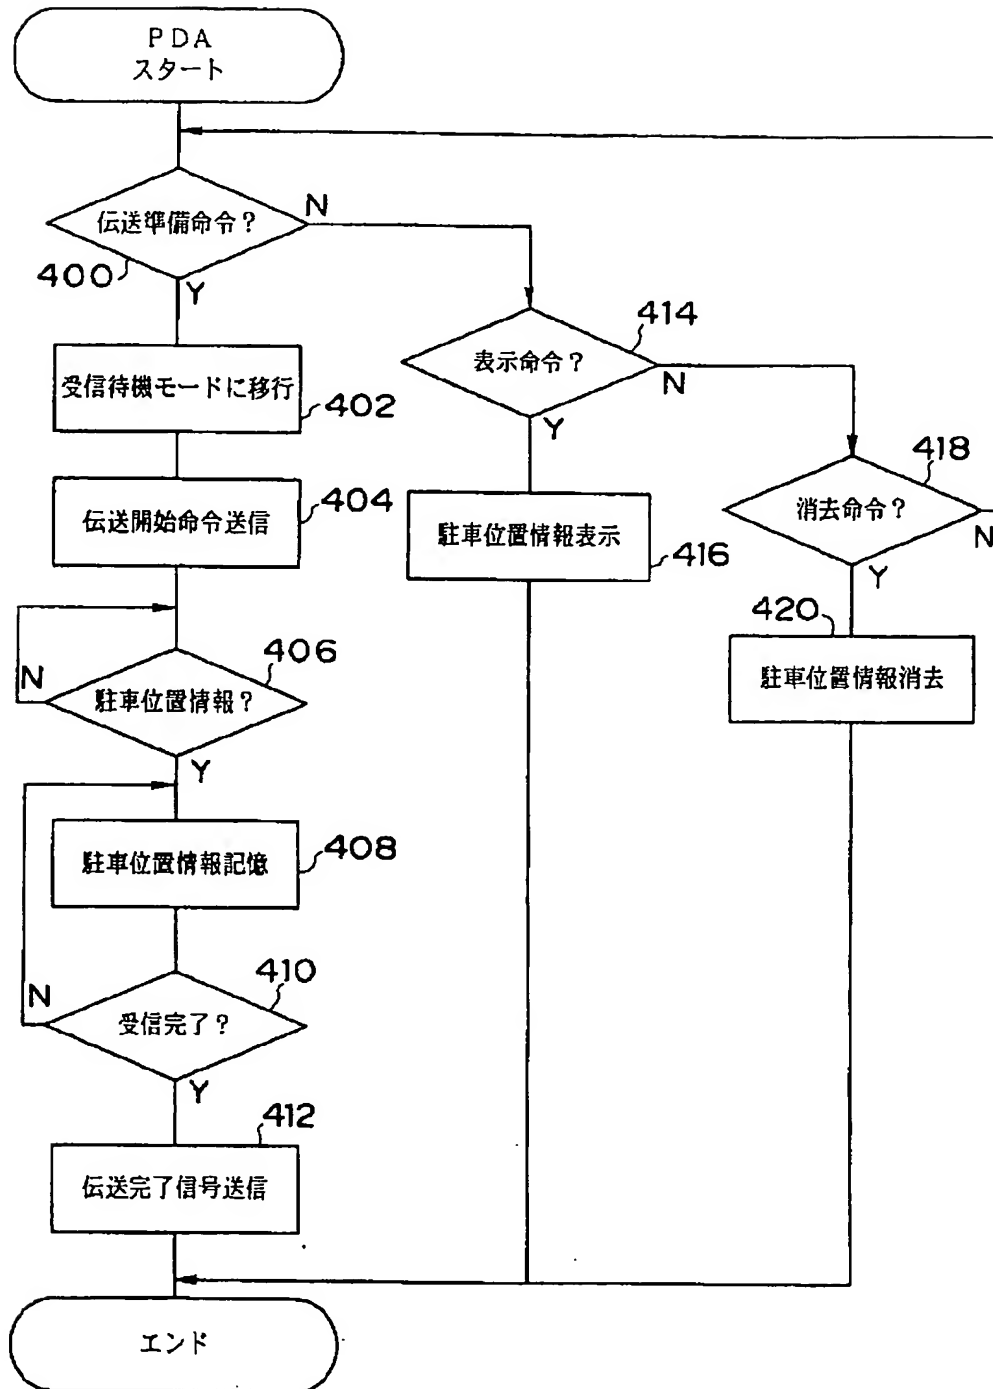 PDA
スタート
伝送準備命令?
N
400
Y
受信待機モードに移行
402
伝送開始命令送信
404
駐車位置情報?
406
N
Y
駐車位置情報記憶
408
受信完了?
410
N
Y
伝送完了信号送信
412
エンド
表示命令?
414
N
Y
駐車位置情報表示
416
消去命令?
418
N
Y
420
駐車位置情報消去